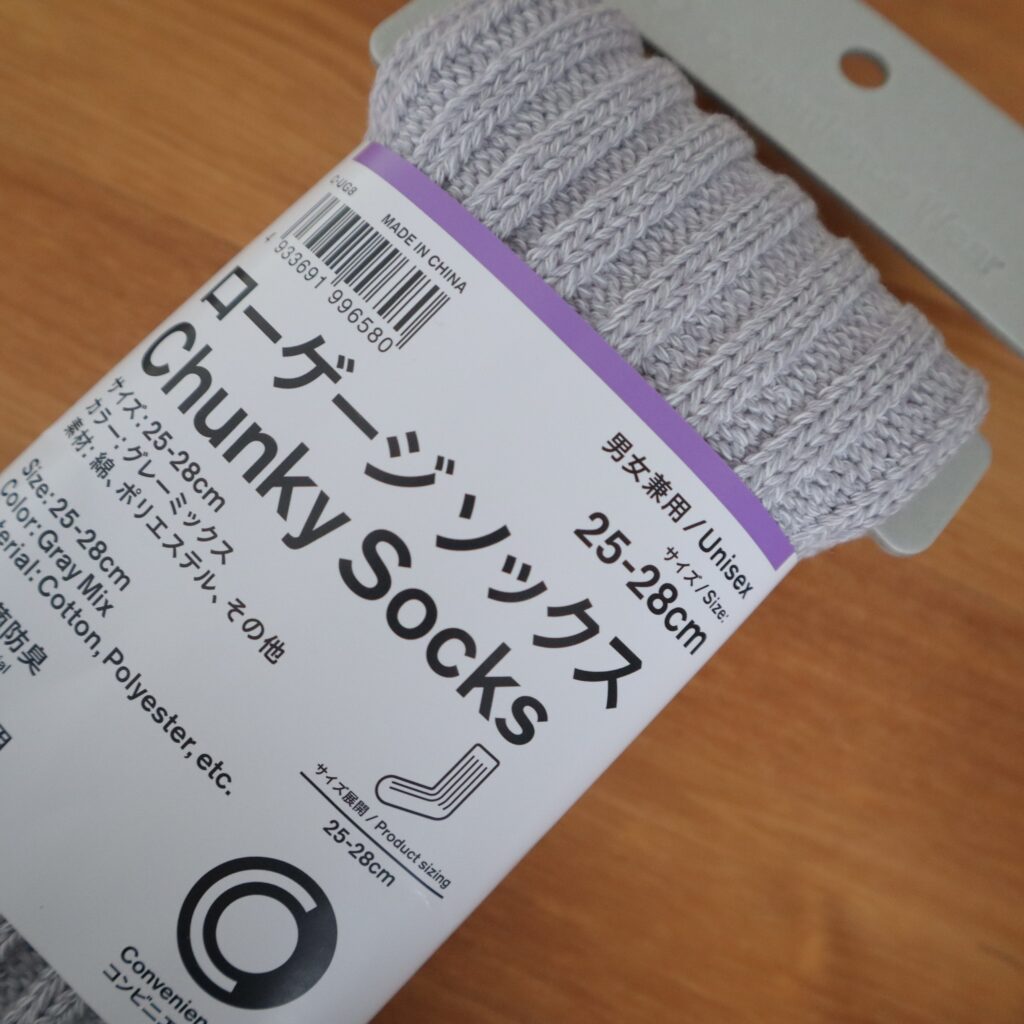 C-UG8
MADE IN CHINA
4 933691 996580
ローゲージソックス
Chunky Socks
サイズ：25-28cm
カラー：グレーミックス
素材：綿、ポリエステル、その他
Size: 25-28cm
Color: Gray Mix
erial: Cotton, Polyester, etc.
防臭
男女兼用 / Unisex
サイズ / Size:
25-28cm
サイズ展開 / Product sizing
25-28cm
Convenien
コンビニ
Wear